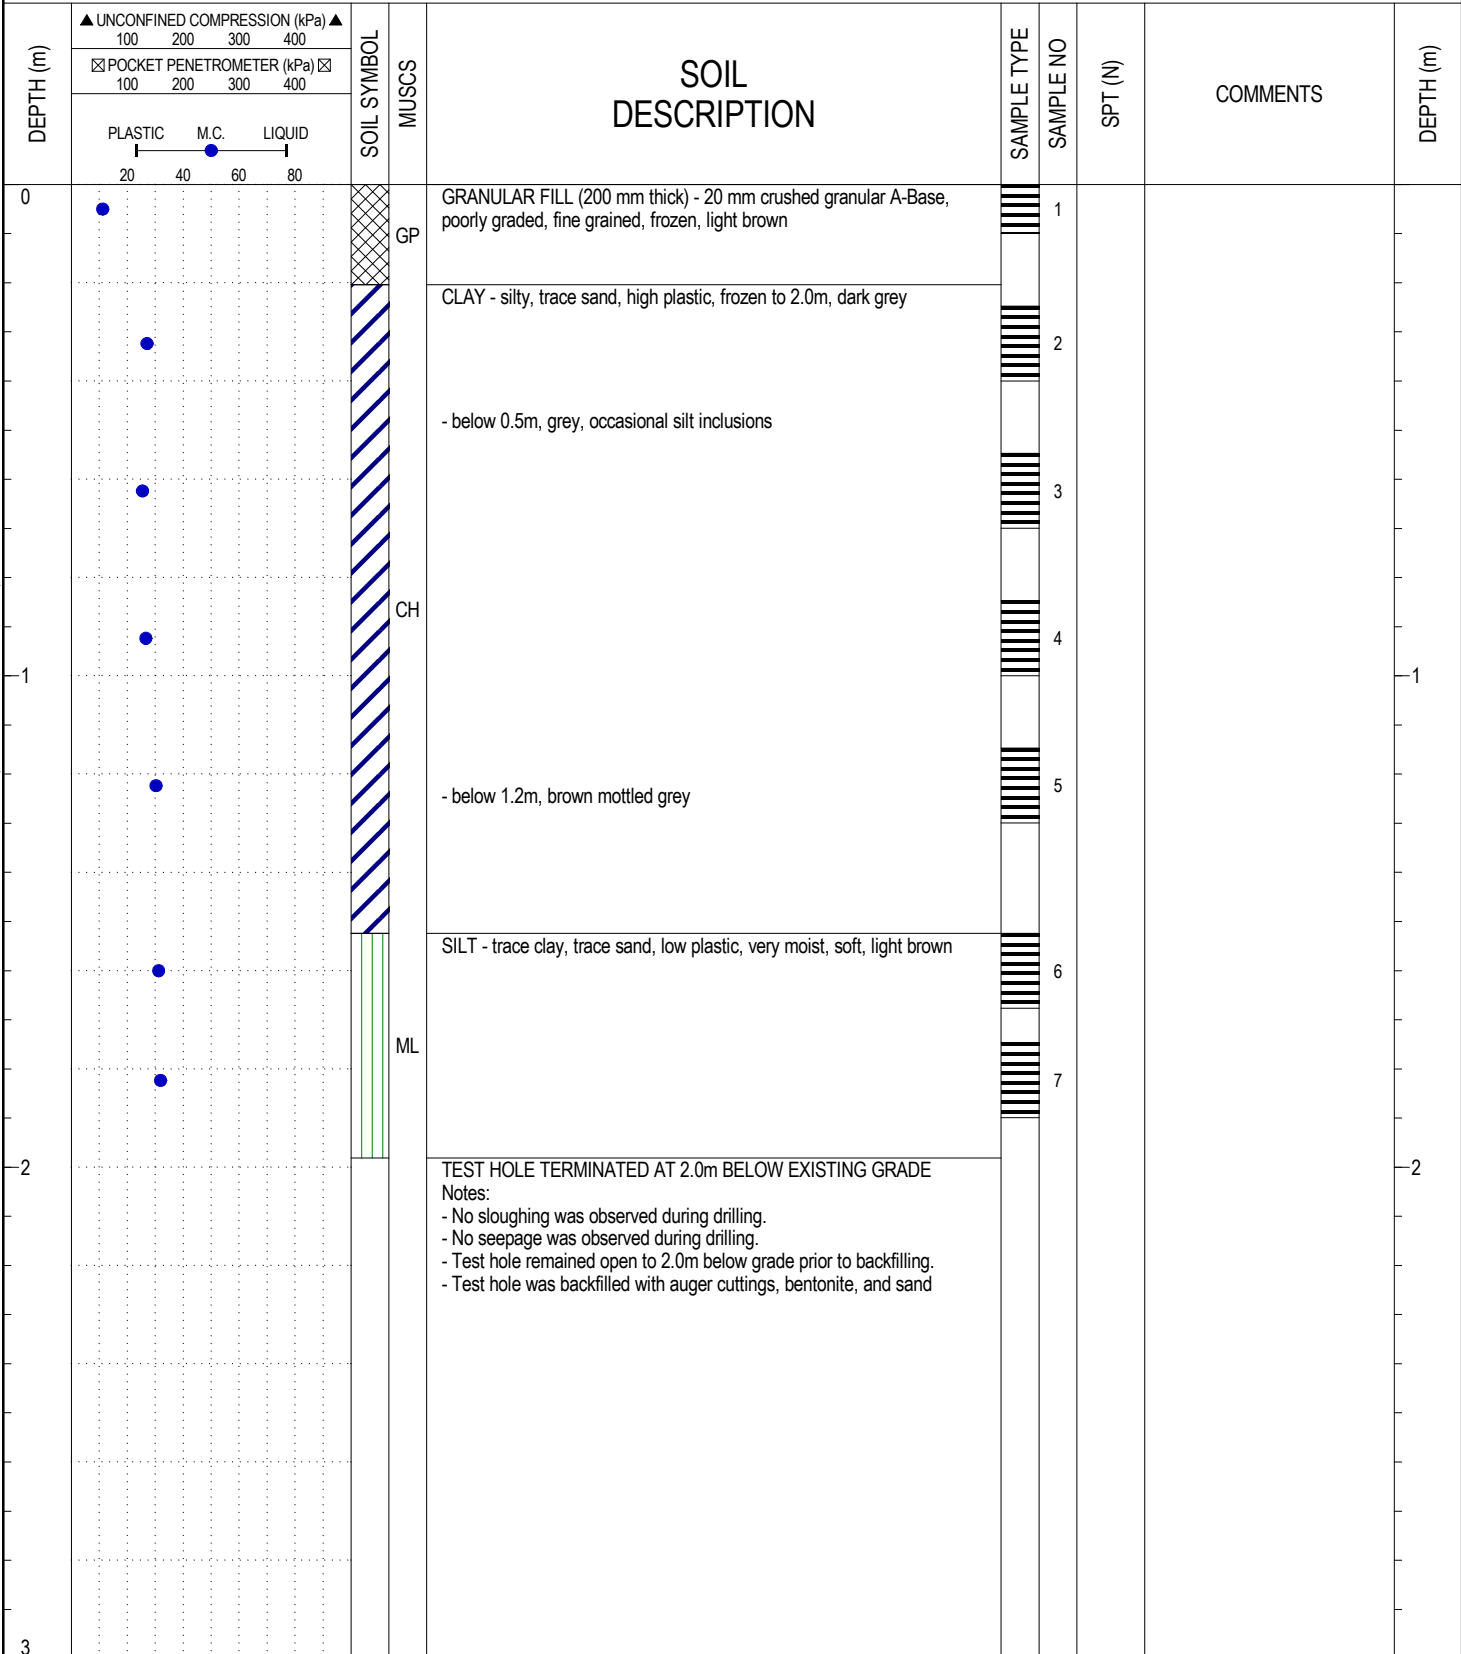 DEPTH (m)
▲ UNCONFINED COMPRESSION (kPa) ▲
100 200 300 400
☒ POCKET PENETROMETER (kPa) ☒
100 200 300 400
PLASTIC M.C. LIQUID
20 40 60 80
SOIL SYMBOL
MUSCS
SOIL
DESCRIPTION
SAMPLE TYPE
SAMPLE NO
SPT (N)
COMMENTS
DEPTH (m)
0
GP
GRANULAR FILL (200 mm thick) - 20 mm crushed granular A-Base,
poorly graded, fine grained, frozen, light brown
1
CLAY - silty, trace sand, high plastic, frozen to 2.0m, dark grey
2
- below 0.5m, grey, occasional silt inclusions
3
CH
4
1
1
- below 1.2m, brown mottled grey
5
SILT - trace clay, trace sand, low plastic, very moist, soft, light brown
6
ML
7
2
2
TEST HOLE TERMINATED AT 2.0m BELOW EXISTING GRADE
Notes:
- No sloughing was observed during drilling.
- No seepage was observed during drilling.
- Test hole remained open to 2.0m below grade prior to backfilling.
- Test hole was backfilled with auger cuttings, bentonite, and sand
3